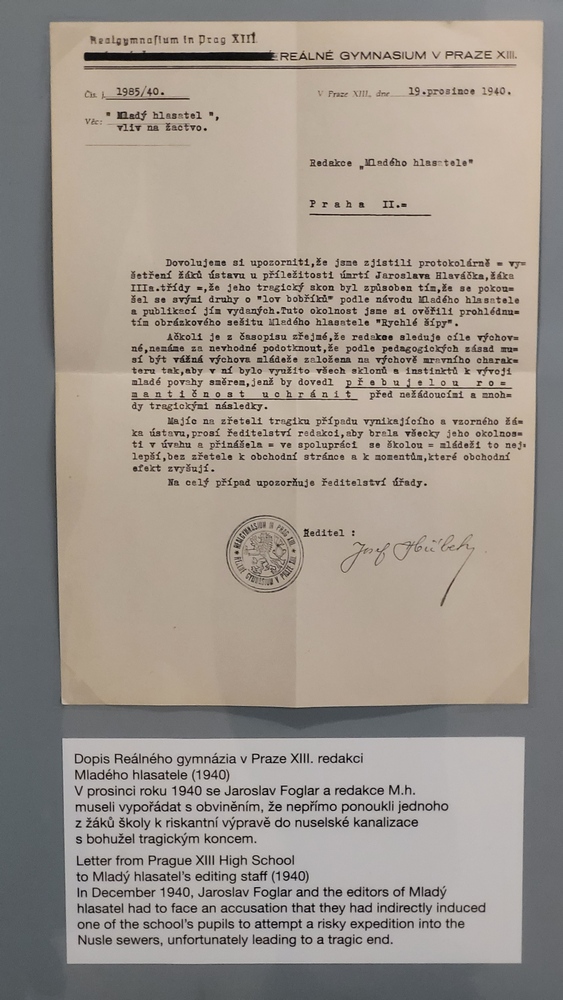 Realgymnasium in Prag XIII.
REÁLNÉ GYMNASIUM V PRAZE XIII.
Čís. j. 1985/40.
V Praze XIII, dne 19.prosince 1940.
Věc: " Mladý hlasatel ",
vliv na žactvo.
Redakce „Mladého hlasatele"
Praha II.=
Dovolujeme si upozorniti,že jsme zjistili protokolárně = vy=
šetření žáků ústavu u příležitosti úmrtí Jaroslava Hlaváčka,žáka
IIIa.třídy =,že jeho tragický skon byl způsoben tím,že se pokou=
šel se svými druhy o "lov bobříků" podle návodu Mladého hlasatele
a publikací jím vydaných.Tuto okolnost jsme si ověřili prohlédnu=
tím obrázkového sešitu Mladého hlasatele "Rychlé šípy".
Ačkoli je z časopisu zřejmé,že redakce sleduje cíle výchov=
né,nemáme za nevhodné podotknout,že podle pedagogických zásad mu=
sí být vážná výchova mládeže založena na výchově mravního charak=
teru tak,aby v ní bylo využito všech sklonů a instinktů k vývoji
mladé povahy směrem,jenž by dovedl přebujelou ro=
mantičnost uchránit před nežádoucími a mnoh=
dy tragickými následky.
Majíc na zřeteli tragiku případu vynikajícího a vzorného žá=
ka ústavu,prosí ředitelství redakci,aby brala všecky jeho okolnos=
ti v úvahu a přinášela = ve spolupráci se školou = mládeži to nej=
lepší,bez zřetele k obchodní stránce a k momentům,které obchodní
efekt zvyšují.
Na celý případ upozorňuje ředitelství úřady.
Ředitel :
REALGYMNASIUM IN PRAG XIII.
REÁLNÉ GYMNASIUM V PRAZE XIII.
Josef
Dopis Reálného gymnázia v Praze XIII. redakci
Mladého hlasatele (1940)
V prosinci roku 1940 se Jaroslav Foglar a redakce M.h.
museli vypořádat s obviněním, že nepřímo ponoukli jednoho
z žáků školy k riskantní výpravě do nuselské kanalizace
s bohužel tragickým koncem.
Letter from Prague XIII High School
to Mladý hlasatel's editing staff (1940)
In December 1940, Jaroslav Foglar and the editors of Mladý
hlasatel had to face an accusation that they had indirectly induced
one of the school's pupils to attempt a risky expedition into the
Nusle sewers, unfortunately leading to a tragic end.